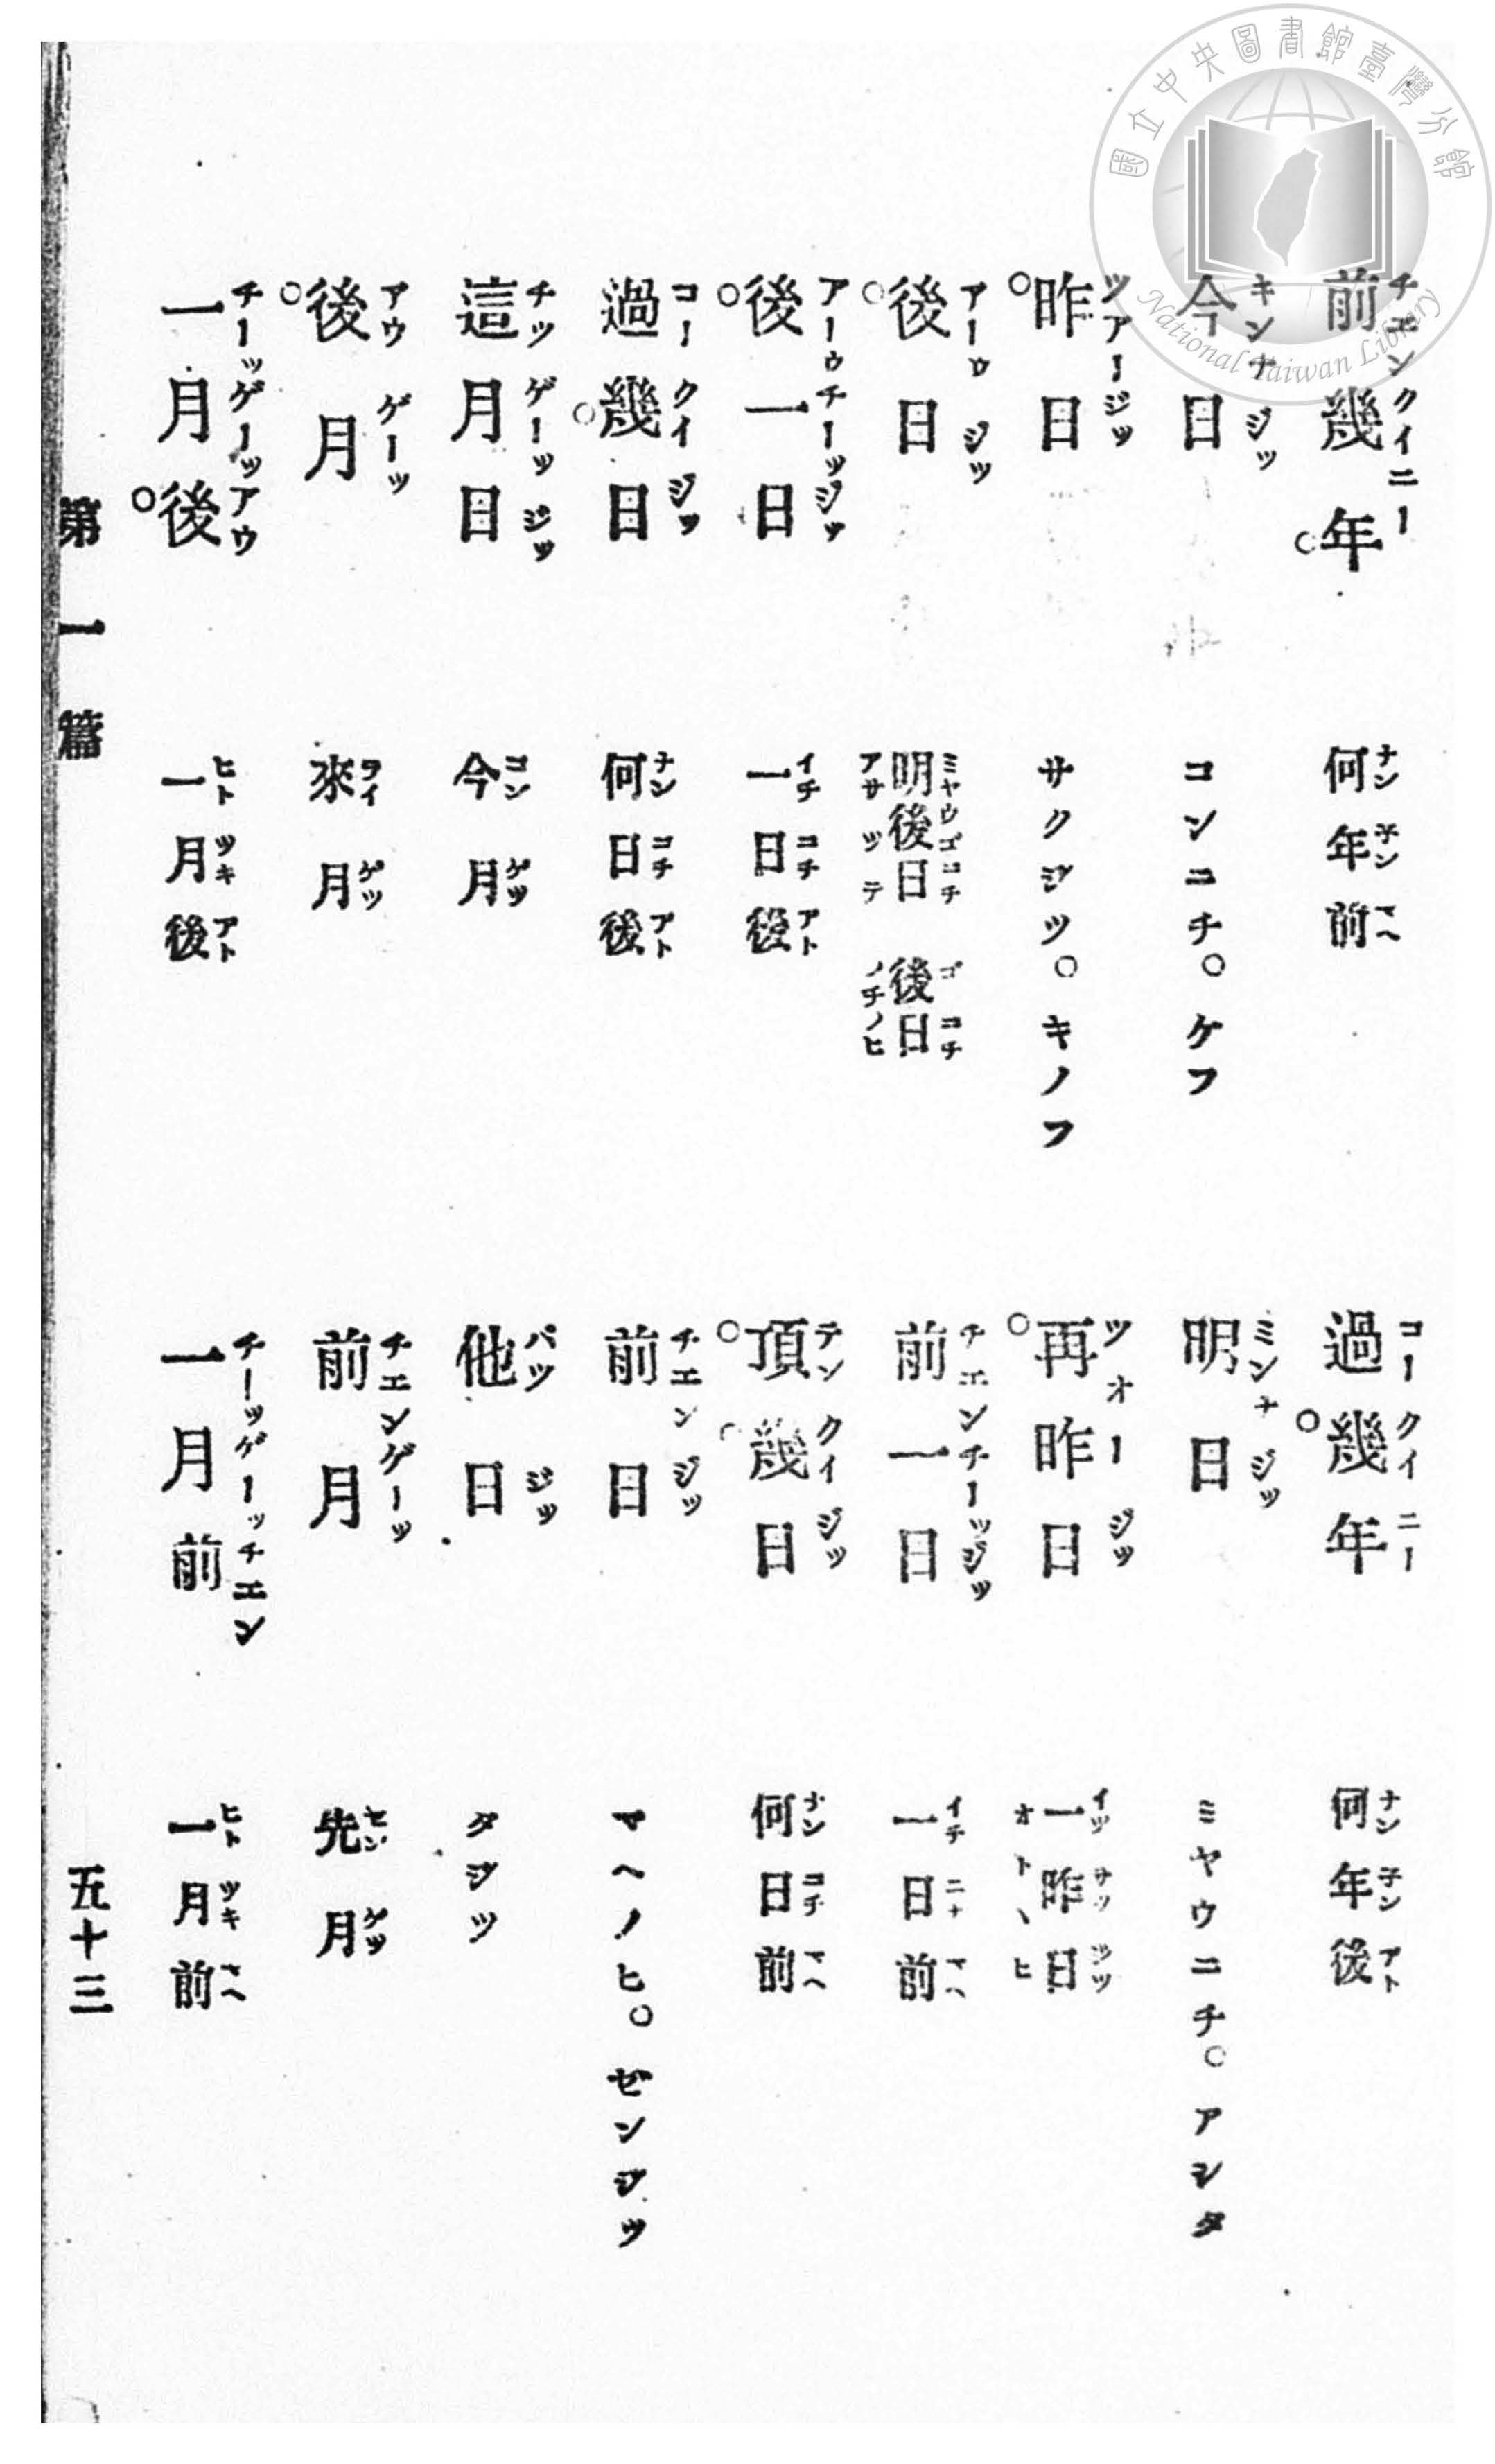 國立中央圖書館臺灣分館
National Taiwan Library
チエンクイニー
前幾年
ナン子ンマヘ
何年前
コークイニー
過幾年
ナン子ンアト
何年後
キンナジッ
今日
コンニチ。ケフ
ミンナジッ
明日
ミヤウニチ。アシタ
ツアージッ
昨日
サクジツ。キノフ
ツオージッ
再昨日
イッサクジツ
一昨日
オトヽヒ
アーウジッ
後日
ミヤウゴニチ ゴニチ
明後日 後日
アサツテ ノチノヒ
チエンチーッジッ
前一日
イチニチマヘ
一日前
アーウチーッジッ
後一日
イチニチアト
一日後
テンクイジッ
頂幾日
ナンニチマヘ
何日前
コークイジッ
過幾日
ナンニチアト
何日後
チエンジッ
前日
マヘノヒ。ゼンジツ
チッゲーッジッ
這月日
コンゲツ
今月
パッジッ
他日
タジツ
アウゲーッ
後月
ライゲツ
來月
チエンゲーッ
前月
センゲツ
先月
チーッゲーッアウ
一月後
ヒトツキアト
一月後
チーッゲーッチエン
一月前
ヒトツキマヘ
一月前
第一篇
五十三